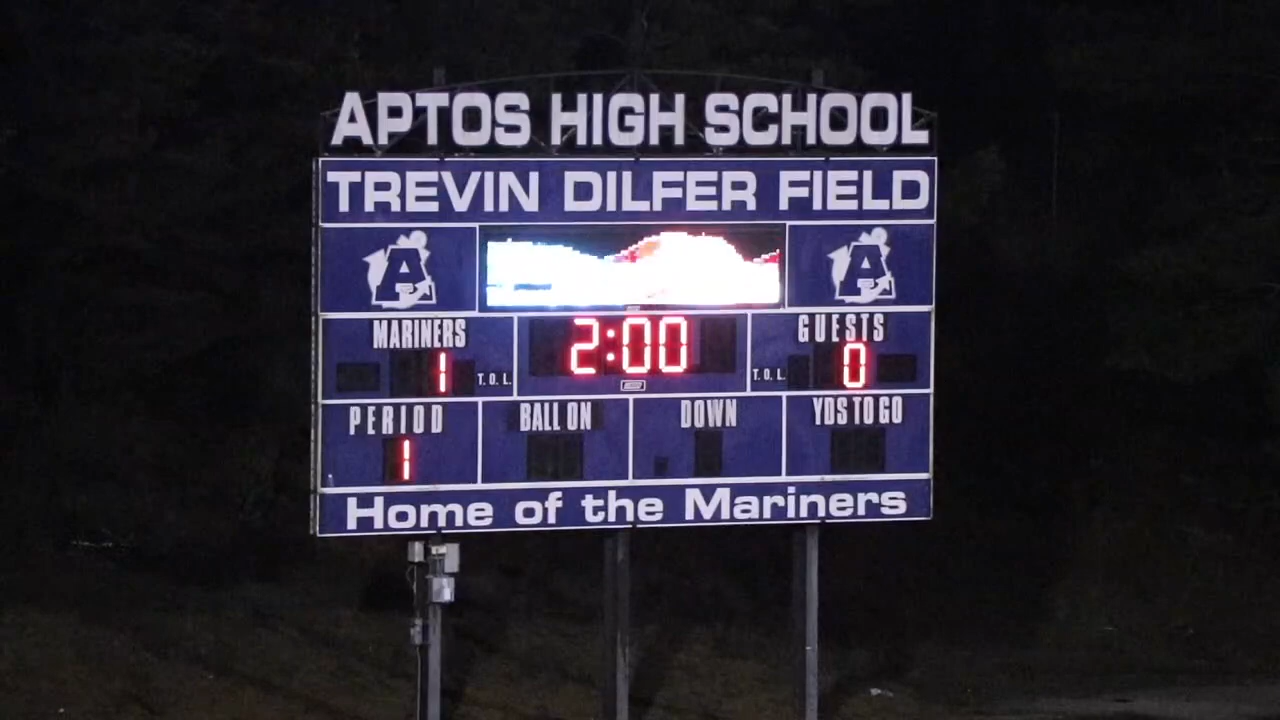 APTOS HIGH SCHOOL
TREVIN DILFER FIELD
A A
MARINERS 2:00 GUESTS
1 T.O.L. T.O.L. 0
PERIOD BALL ON DOWN YDS TO GO
1
Home of the Mariners